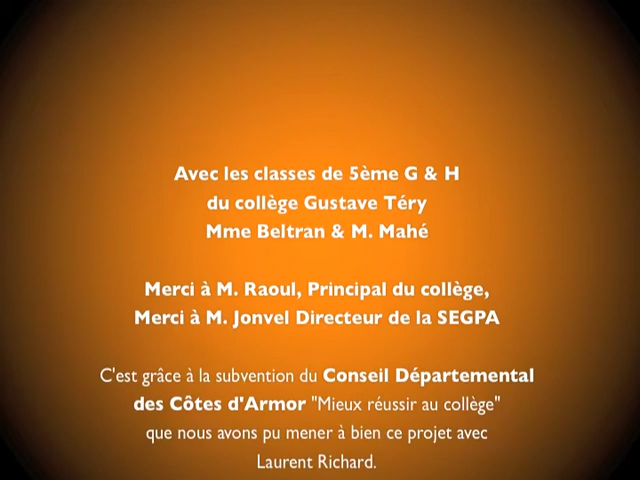 Avec les classes de 5ème G & H
du collège Gustave Téry
Mme Beltran & M. Mahé
Merci à M. Raoul, Principal du collège,
Merci à M. Jonvel Directeur de la SEGPA
C'est grâce à la subvention du Conseil Départemental
des Côtes d'Armor "Mieux réussir au collège"
que nous avons pu mener à bien ce projet avec
Laurent Richard.